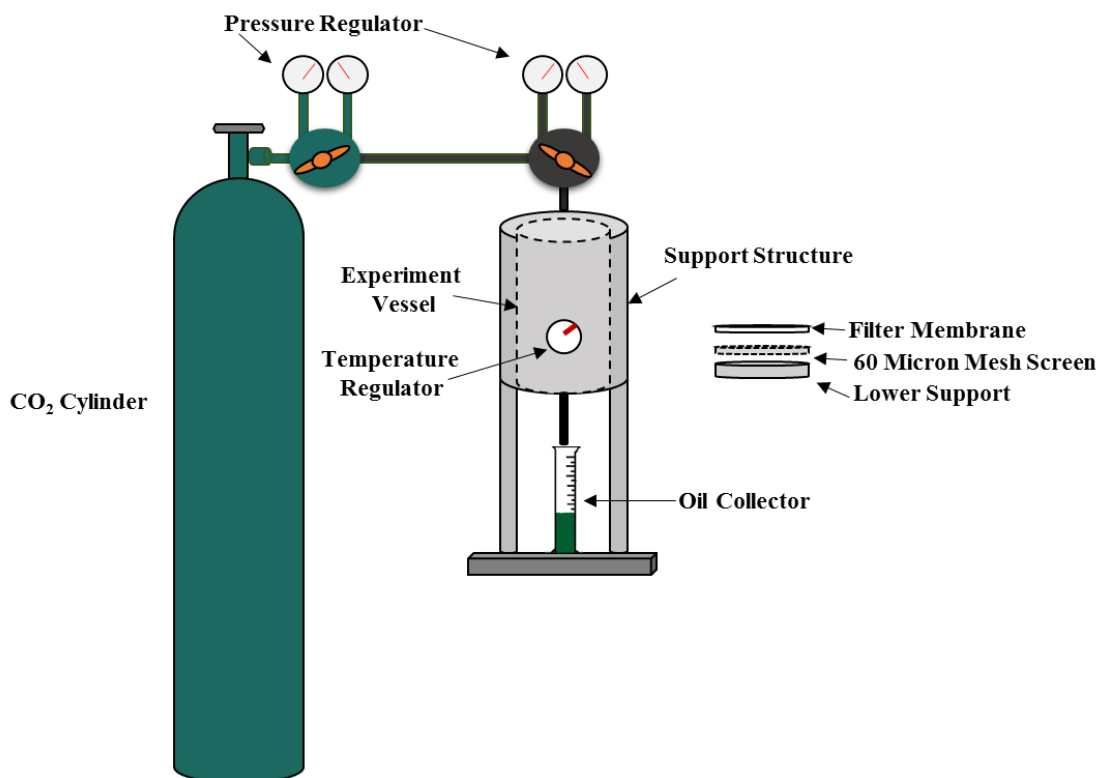 Pressure Regulator
Support Structure
Experiment
Vessel
Filter Membrane
60 Micron Mesh Screen
Temperature
Regulator
Lower Support
CO₂ Cylinder
Oil Collector